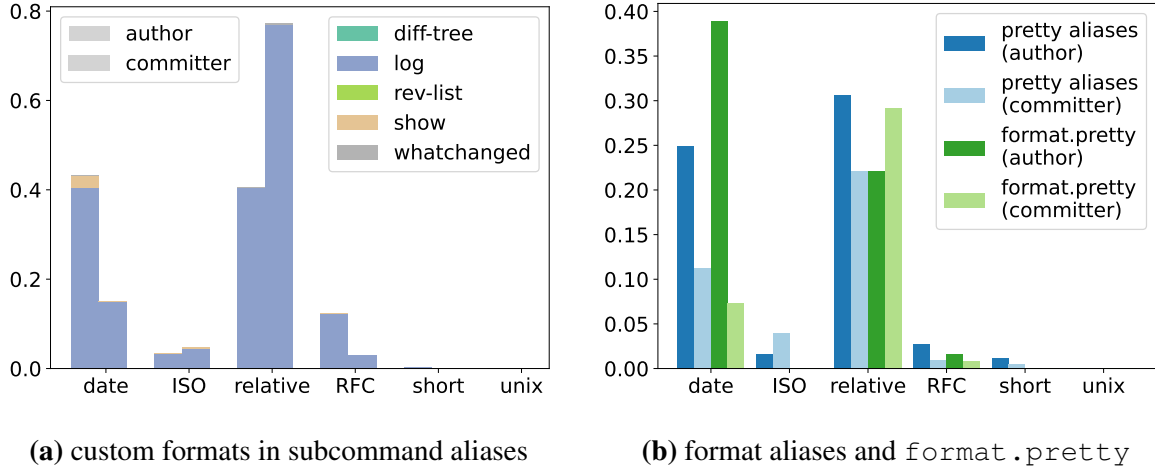 0.8
0.6
0.4
0.2
0.0
author
committer
diff-tree
log
rev-list
show
whatchanged
date ISO relative RFC short unix
(a) custom formats in subcommand aliases
0.40
0.35
0.30
0.25
0.20
0.15
0.10
0.05
0.00
pretty aliases
(author)
pretty aliases
(committer)
format.pretty
(author)
format.pretty
(committer)
date ISO relative RFC short unix
(b) format aliases and format.pretty